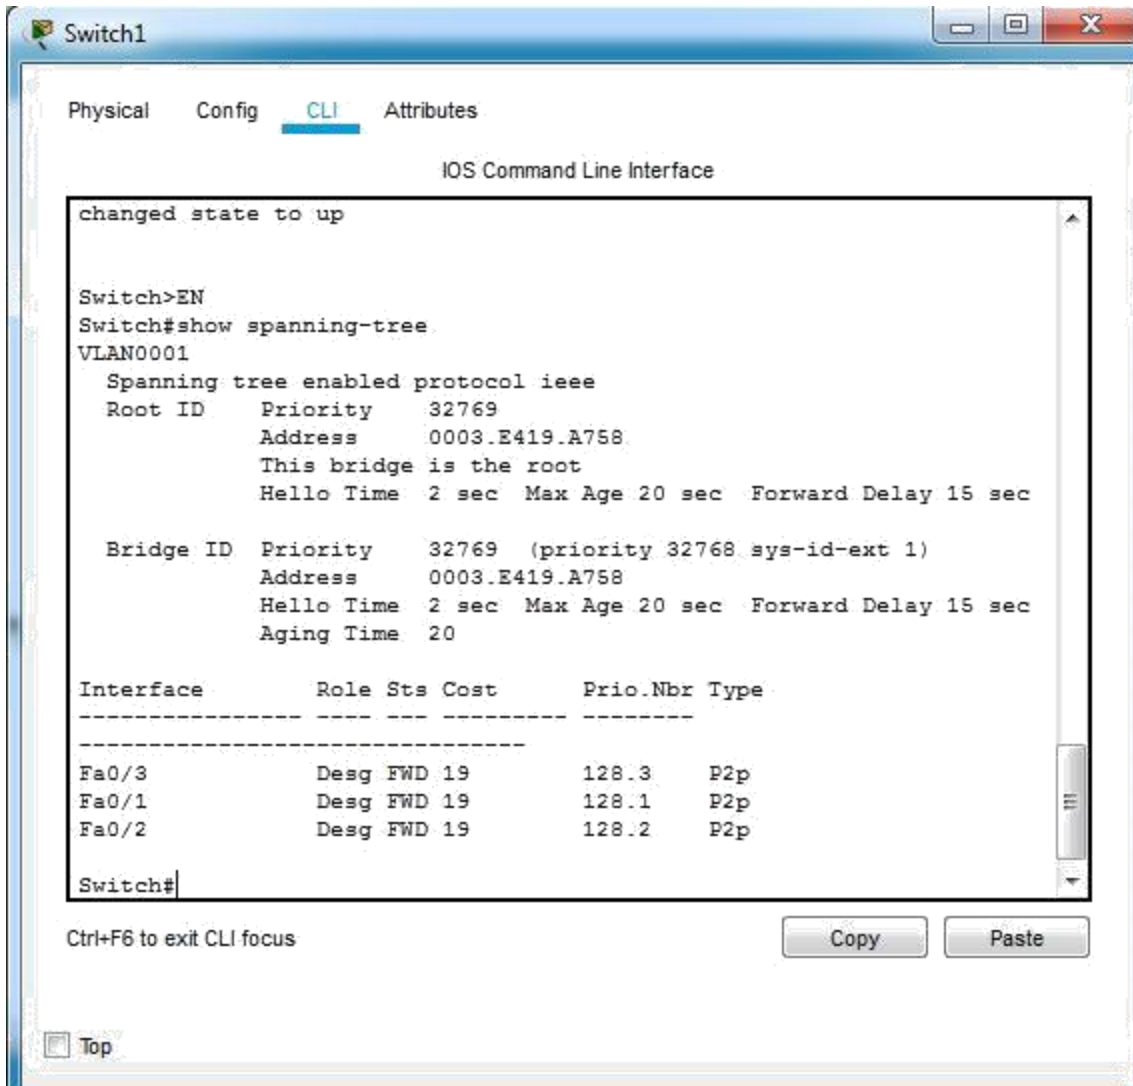 Switch1
Physical Config CLI Attributes
IOS Command Line Interface
changed state to up
Switch>EN
Switch#show spanning-tree
VLAN0001
  Spanning tree enabled protocol ieee
  Root ID    Priority    32769
             Address     0003.E419.A758
             This bridge is the root
             Hello Time  2 sec  Max Age 20 sec  Forward Delay 15 sec
  Bridge ID  Priority    32769  (priority 32768 sys-id-ext 1)
             Address     0003.E419.A758
             Hello Time  2 sec  Max Age 20 sec  Forward Delay 15 sec
             Aging Time  20
Interface        Role Sts Cost      Prio.Nbr Type
---------------- ---- --- --------- --------
--------------------------------
Fa0/3            Desg FWD 19        128.3    P2p
Fa0/1            Desg FWD 19        128.1    P2p
Fa0/2            Desg FWD 19        128.2    P2p
Switch#
Ctrl+F6 to exit CLI focus
Copy Paste
Top